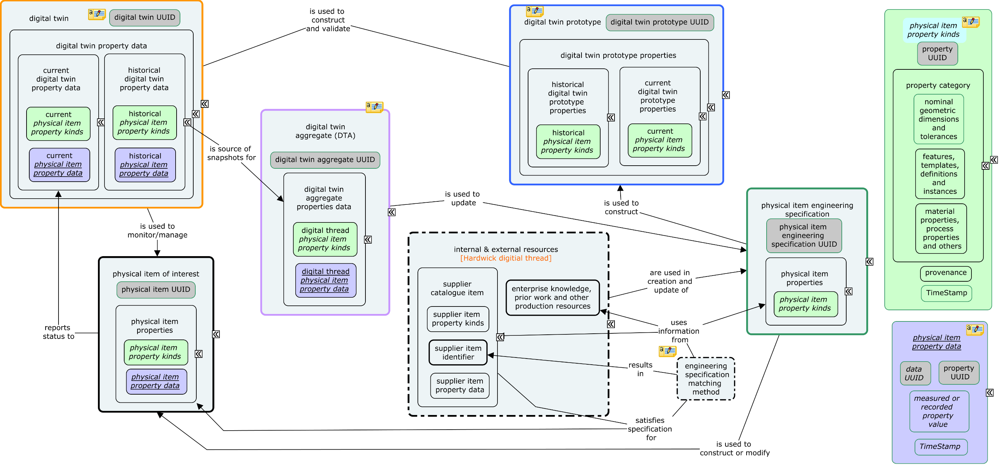 digital twin
digital twin UUID
digital twin property data
current
digital twin
property data
historical
digital twin
property data
current
physical item
property kinds
historical
physical item
property kinds
current
physical item
property data
historical
physical item
property data
is used to
construct
and validate
a
digital twin prototype
digital twin prototype UUID
digital twin prototype properties
historical
digital twin
prototype
properties
current
digital twin
prototype
properties
historical
physical item
property kinds
current
physical item
property kinds
is source of
snapshots for
a
digital twin
aggregate (DTA)
digital twin aggregate UUID
digital twin
aggregate
properties data
digital thread
physical item
property kinds
digital thread
physical item
property data
is used to
update
is used to
construct
is used to
monitor/manage
reports
status to
physical item of interest
physical item UUID
physical item
properties
physical item
property kinds
physical item
property data
internal & external resources
[Hardwick digitial thread]
supplier
catalogue item
supplier item
property kinds
supplier item
identifier
supplier item
property data
enterprise knowledge,
prior work and other
production resources
are used in
creation and
update of
uses
information
from
results
in
a
engineering
specification
matching
method
satisfies
specification
for
is used to
construct or modify
physical item engineering
specification
physical item
engineering
specification UUID
physical item
properties
physical item
property kinds
a
physical item
property kinds
property
UUID
property category
nominal
geometric
dimensions
and
tolerances
features,
templates,
definitions
and
instances
material
properties,
process
properties
and others
provenance
TimeStamp
a
physical item
property data
data
UUID
property
UUID
measured or
recorded
property
value
TimeStamp
a